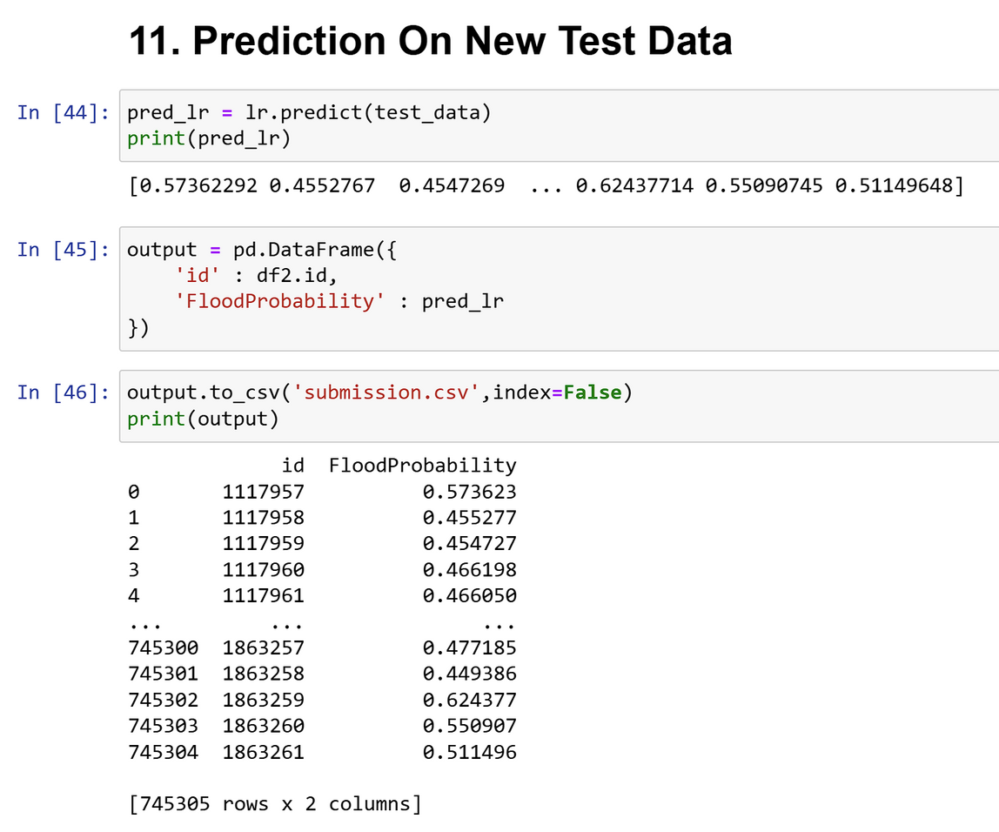 11. Prediction On New Test Data
In [44]: pred_lr = lr.predict(test_data)
print(pred_lr)
[0.57362292 0.4552767  0.4547269  ... 0.62437714 0.55090745 0.51149648]
In [45]: output = pd.DataFrame({
    'id' : df2.id,
    'FloodProbability' : pred_lr
})
In [46]: output.to_csv('submission.csv',index=False)
print(output)
             id  FloodProbability
0       1117957          0.573623
1       1117958          0.455277
2       1117959          0.454727
3       1117960          0.466198
4       1117961          0.466050
...         ...               ...
745300  1863257          0.477185
745301  1863258          0.449386
745302  1863259          0.624377
745303  1863260          0.550907
745304  1863261          0.511496
[745305 rows x 2 columns]